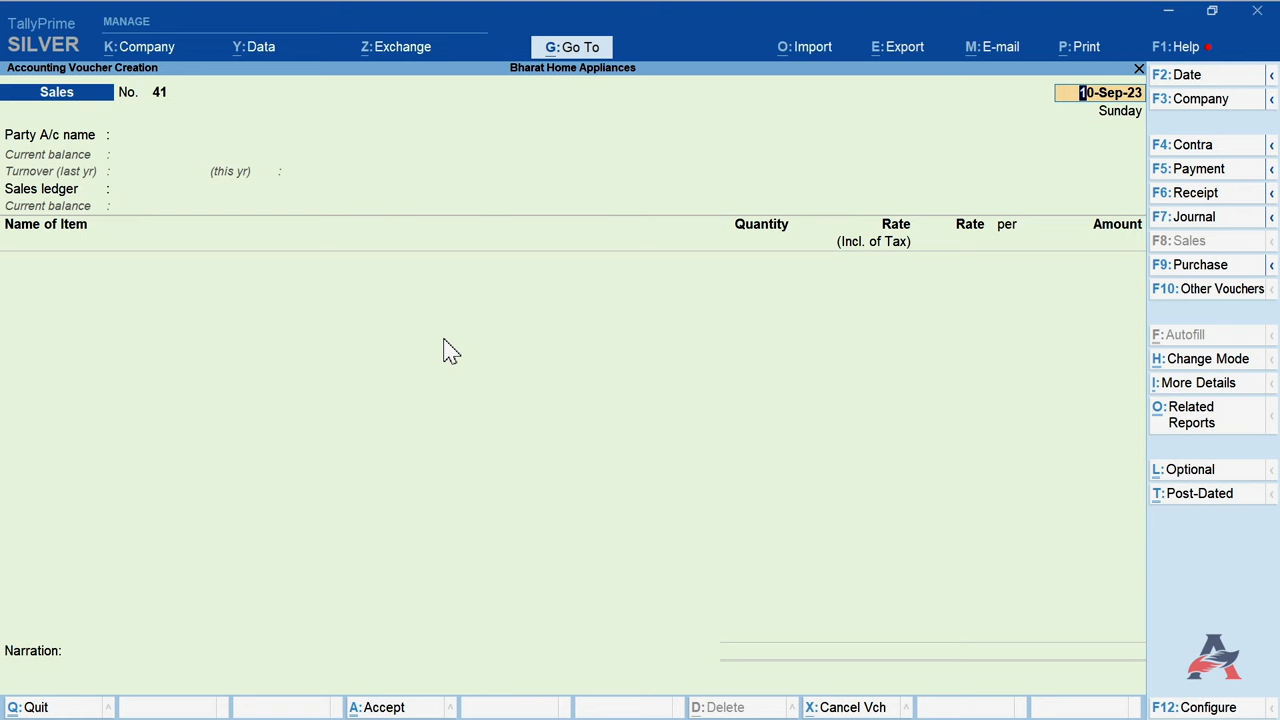 TallyPrime
SILVER
MANAGE
K:Company
Y:Data
Z:Exchange
G:Go To
O:Import
E:Export
M:E-mail
P:Print
F1:Help
Accounting Voucher Creation
Bharat Home Appliances
Sales No. 41
10-Sep-23
Sunday
Party A/c name :
Current balance :
Turnover (last yr) : (this yr) :
Sales ledger :
Current balance :
Name of Item Quantity Rate Rate per Amount
(Incl. of Tax)
Narration:
F2:Date
F3:Company
F4:Contra
F5:Payment
F6:Receipt
F7:Journal
F8:Sales
F9:Purchase
F10:Other Vouchers
F:Autofill
H:Change Mode
I:More Details
O:Related
Reports
L:Optional
T:Post-Dated
Q:Quit
A:Accept
D:Delete
X:Cancel Vch
F12:Configure